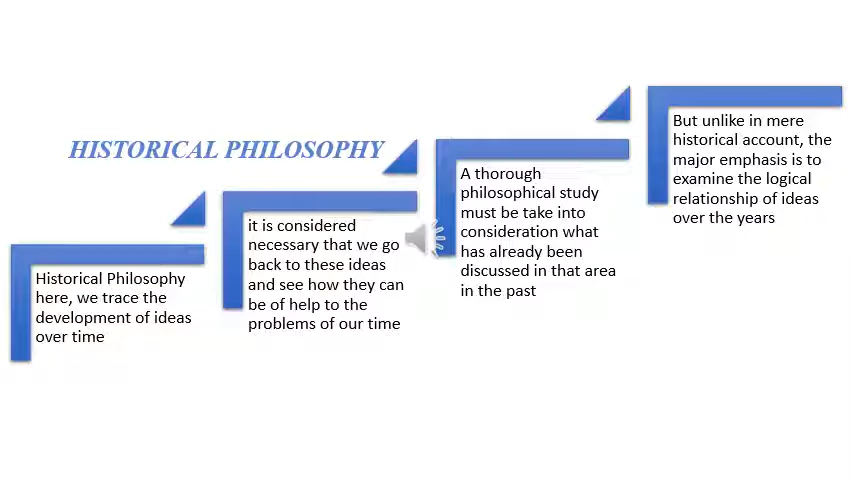 HISTORICAL PHILOSOPHY
Historical Philosophy
here, we trace the
development of ideas
over time
it is considered
necessary that we go
back to these ideas
and see how they can
be of help to the
problems of our time
A thorough
philosophical study
must be take into
consideration what
has already been
discussed in that area
in the past
But unlike in mere
historical account, the
major emphasis is to
examine the logical
relationship of ideas
over the years